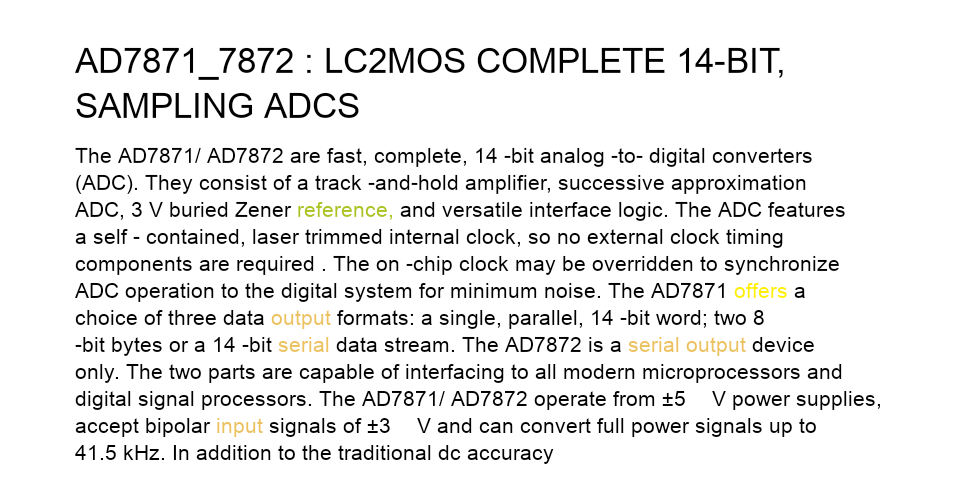 AD7871_7872 : LC2MOS COMPLETE 14-BIT,
SAMPLING ADCS
The AD7871/ AD7872 are fast, complete, 14 -bit analog -to- digital converters
(ADC). They consist of a track -and-hold amplifier, successive approximation
ADC, 3 V buried Zener reference, and versatile interface logic. The ADC features
a self - contained, laser trimmed internal clock, so no external clock timing
components are required . The on -chip clock may be overridden to synchronize
ADC operation to the digital system for minimum noise. The AD7871 offers a
choice of three data output formats: a single, parallel, 14 -bit word; two 8
-bit bytes or a 14 -bit serial data stream. The AD7872 is a serial output device
only. The two parts are capable of interfacing to all modern microprocessors and
digital signal processors. The AD7871/ AD7872 operate from ±5 V power supplies,
accept bipolar input signals of ±3 V and can convert full power signals up to
41.5 kHz. In addition to the traditional dc accuracy